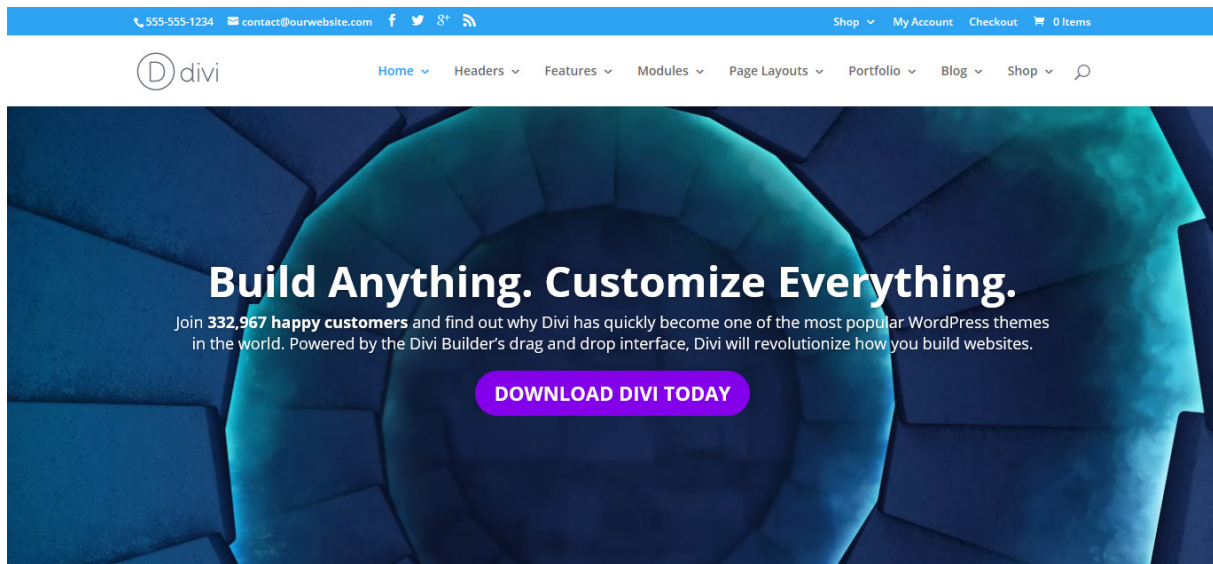 555-555-1234 contact@ourwebsite.com Shop My Account Checkout 0 Items
D divi Home Headers Features Modules Page Layouts Portfolio Blog Shop
Build Anything. Customize Everything.
Join 332,967 happy customers and find out why Divi has quickly become one of the most popular WordPress themes
in the world. Powered by the Divi Builder’s drag and drop interface, Divi will revolutionize how you build websites.
DOWNLOAD DIVI TODAY